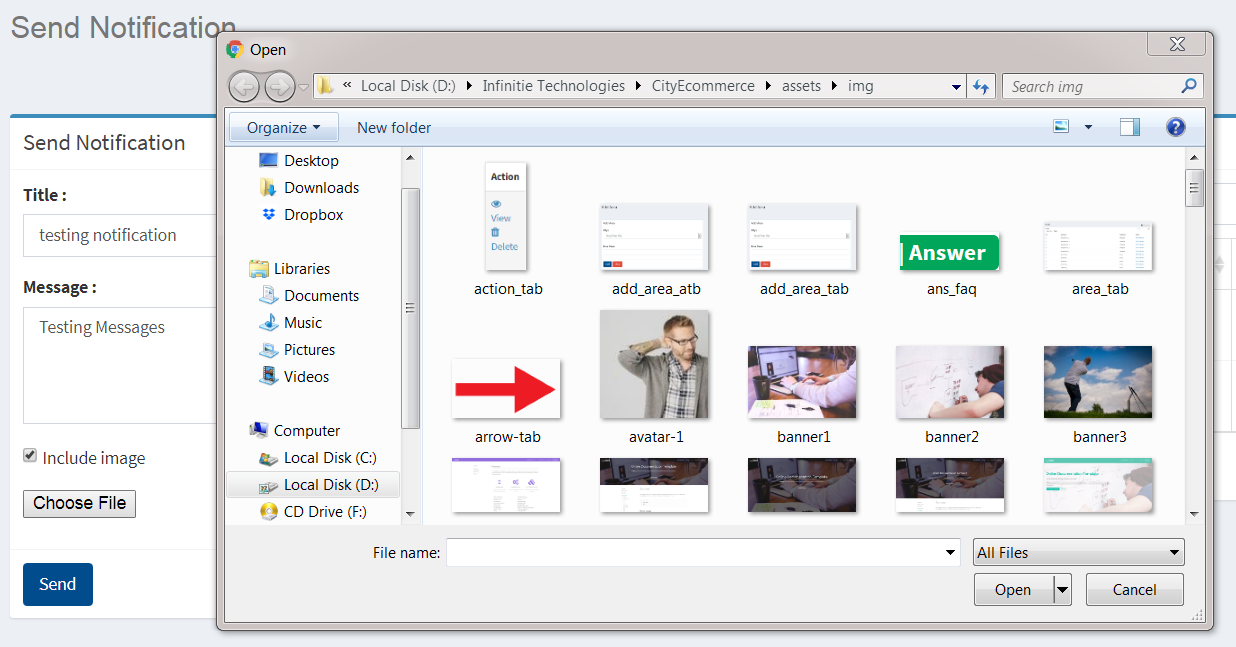 Send Notification
Open
« Local Disk (D:) Infinitie Technologies CityEcommerce assets img
Search img
Organize New folder
Send Notification
Title :
testing notification
Message :
Testing Messages
Include image
Choose File
Send
Desktop
Downloads
Dropbox
Libraries
Documents
Music
Pictures
Videos
Computer
Local Disk (C:)
Local Disk (D:)
CD Drive (F:)
Action
View
Delete
Answer
action_tab add_area_atb add_area_tab ans_faq area_tab
arrow-tab avatar-1 banner1 banner2 banner3
File name:
All Files
Open Cancel